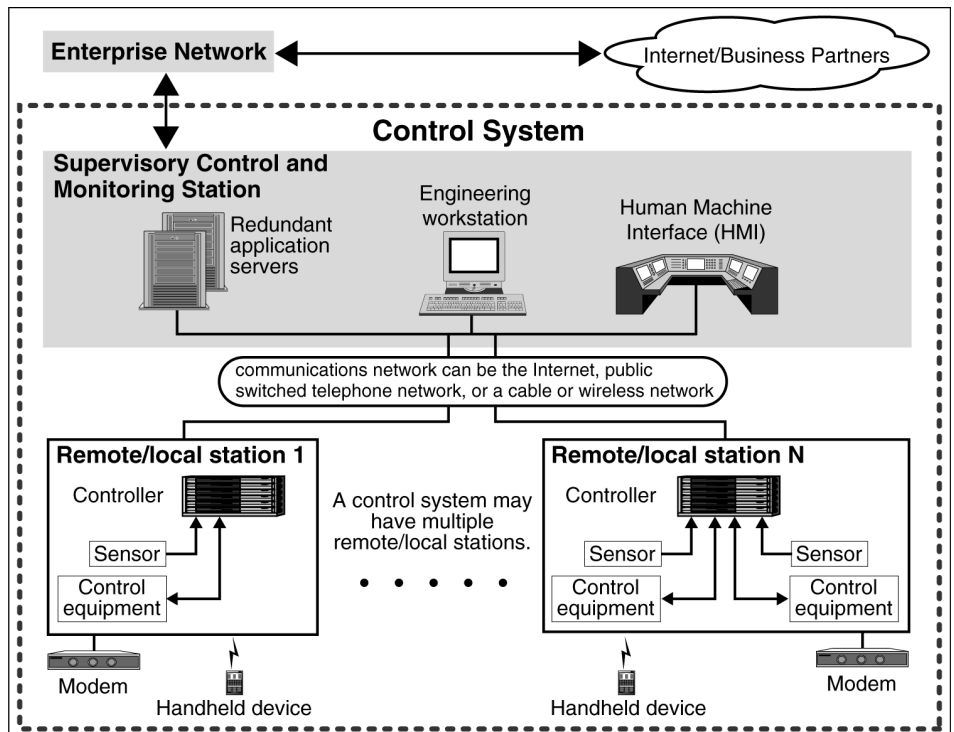 Enterprise Network
Internet/Business Partners
Control System
Supervisory Control and
Monitoring Station
Redundant
application
servers
Engineering
workstation
Human Machine
Interface (HMI)
communications network can be the Internet, public
switched telephone network, or a cable or wireless network
Remote/local station 1
Controller
Sensor
Control
equipment
Modem
Handheld device
A control system may
have multiple
remote/local stations.
Remote/local station N
Controller
Sensor
Sensor
Control
equipment
Control
equipment
Handheld device
Modem